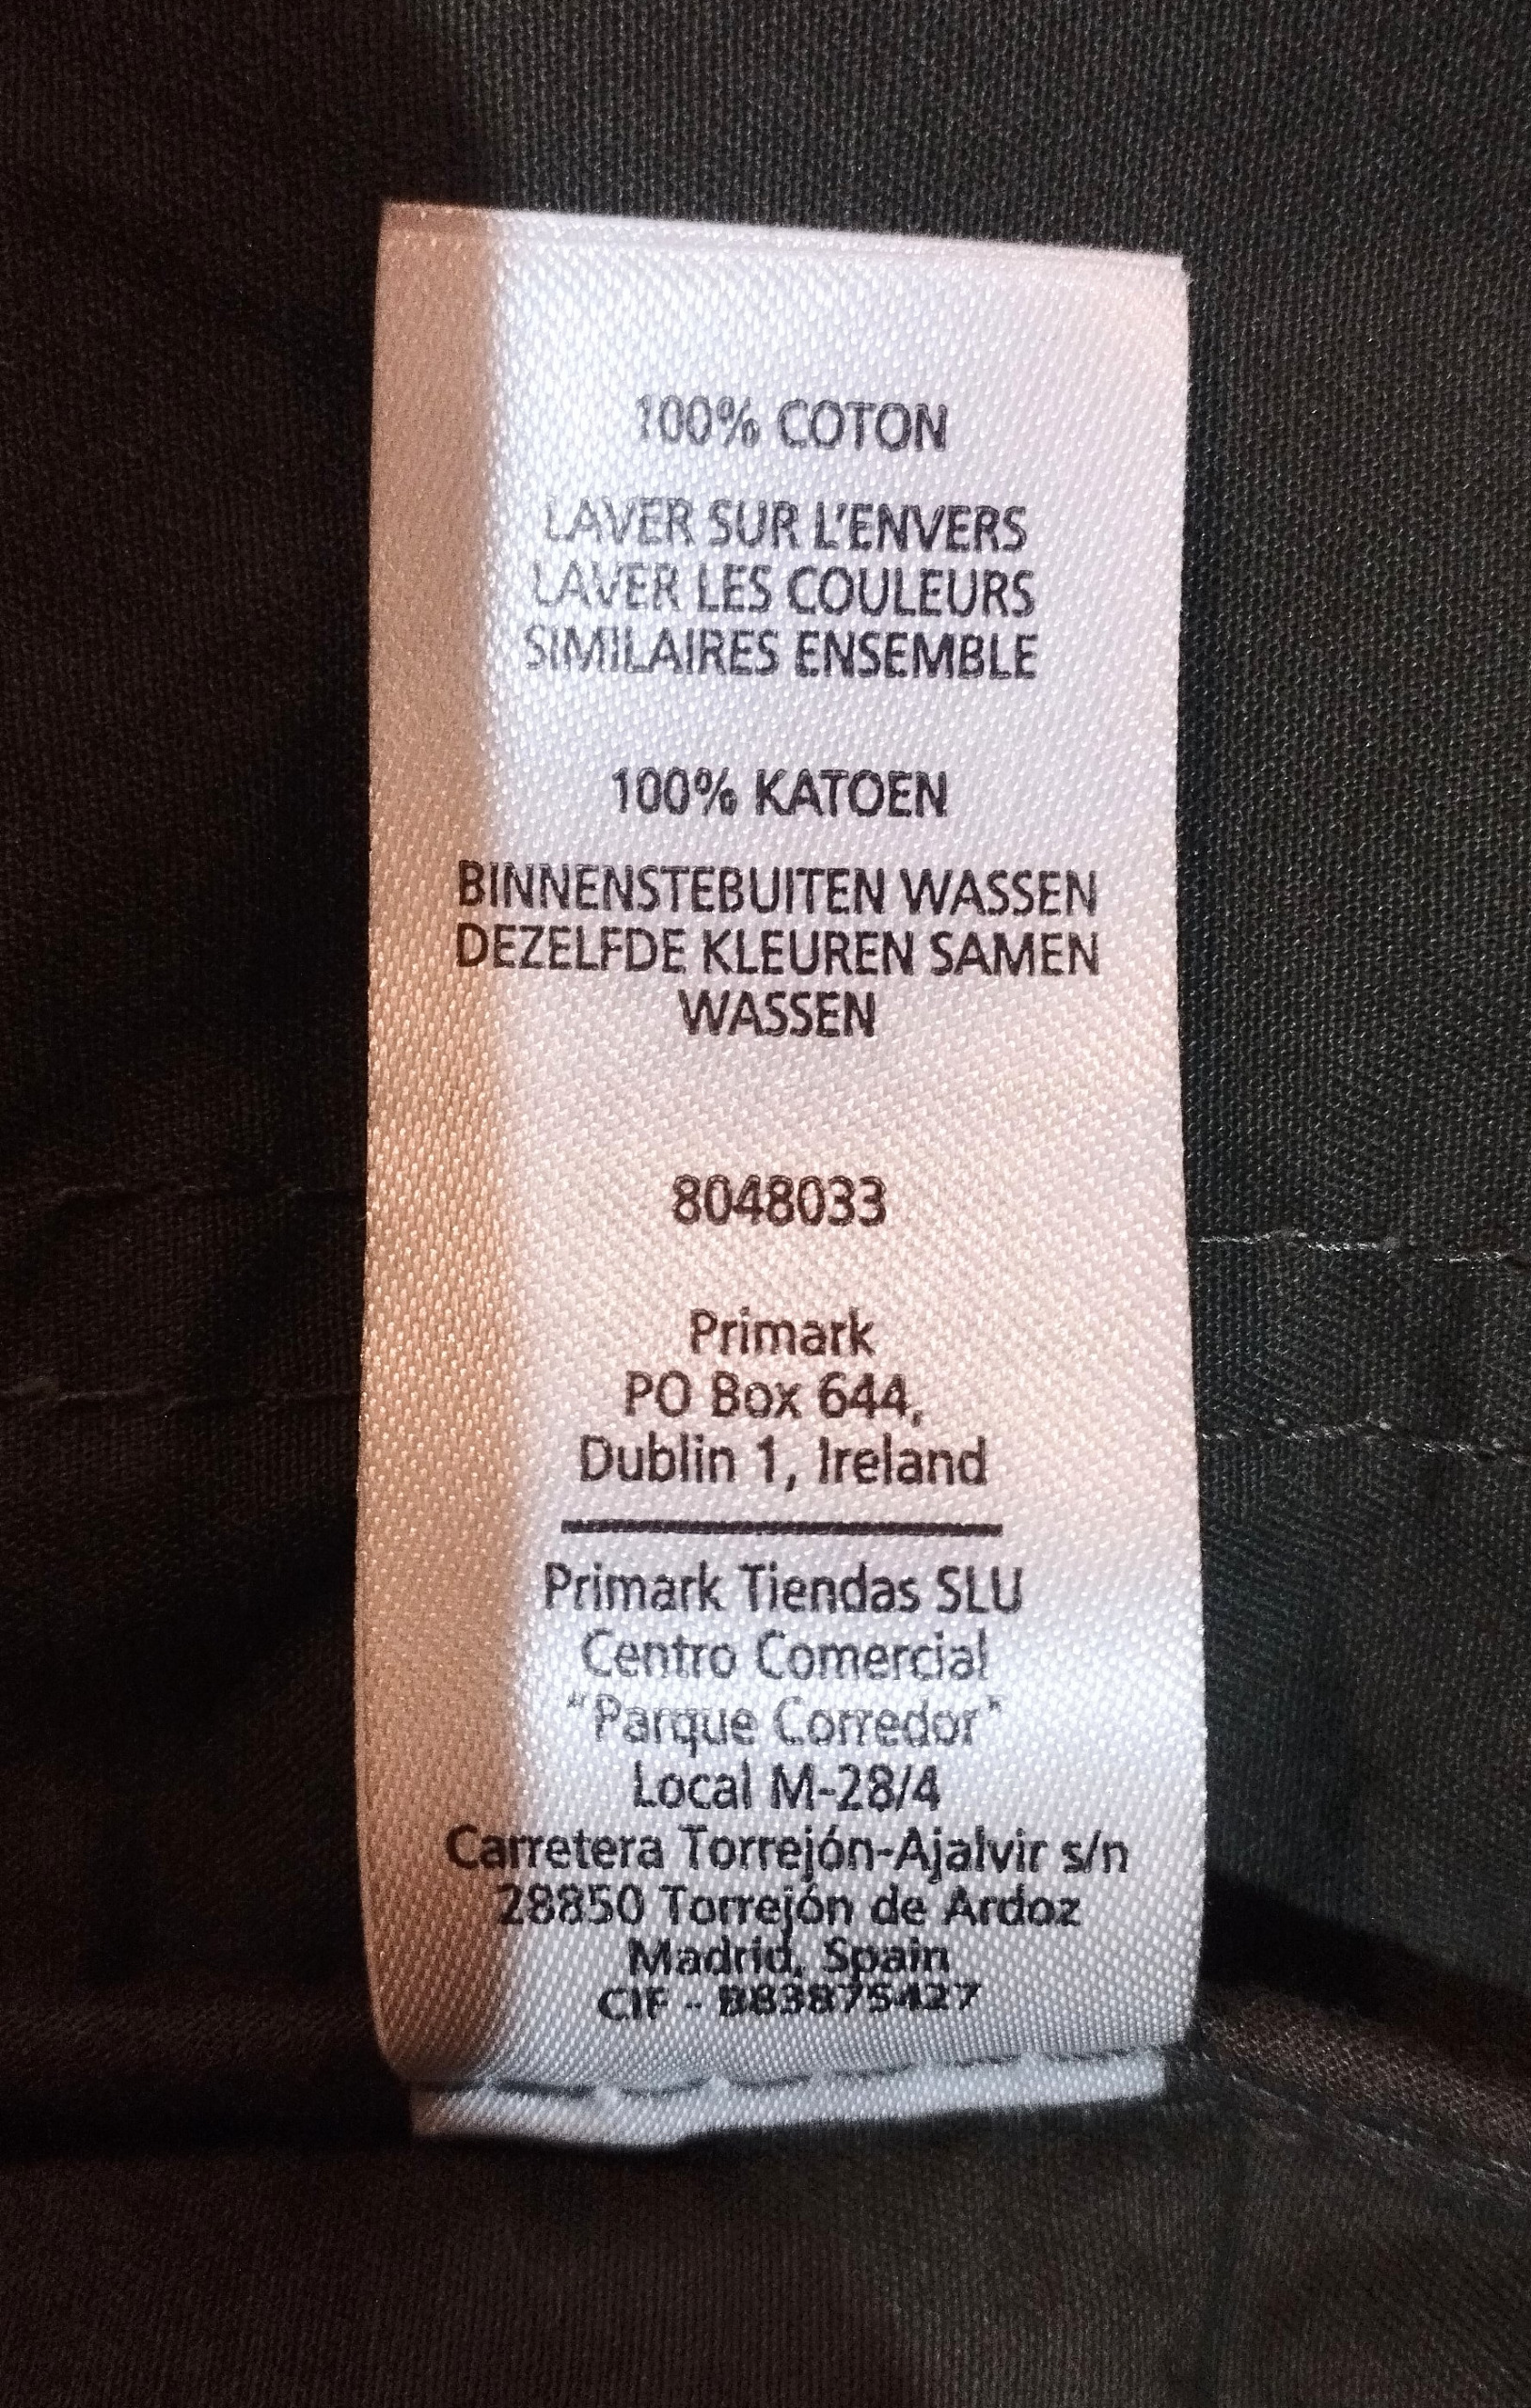 100% COTON
LAVER SUR L'ENVERS
LAVER LES COULEURS
SIMILAIRES ENSEMBLE
100% KATOEN
BINNENSTEBUITEN WASSEN
DEZELFDE KLEUREN SAMEN
WASSEN
8048033
Primark
PO Box 644,
Dublin 1, Ireland
Primark Tiendas SLU
Centro Comercial
"Parque Corredor"
Local M-28/4
Carretera Torrejón-Ajalvir s/n
28850 Torrejón de Ardoz
Madrid, Spain
CIF - B83875427